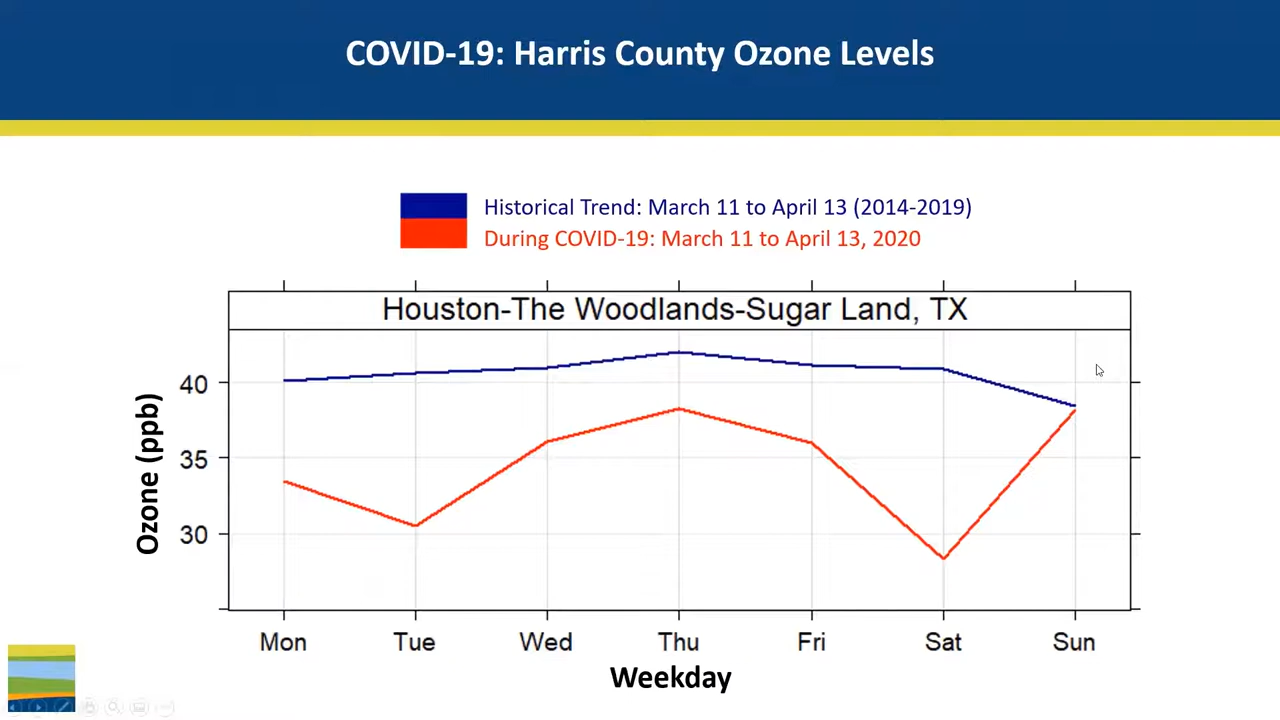 COVID-19: Harris County Ozone Levels
Historical Trend: March 11 to April 13 (2014-2019)
During COVID-19: March 11 to April 13, 2020
Houston-The Woodlands-Sugar Land, TX
Ozone (ppb)
40
35
30
Mon Tue Wed Thu Fri Sat Sun
Weekday